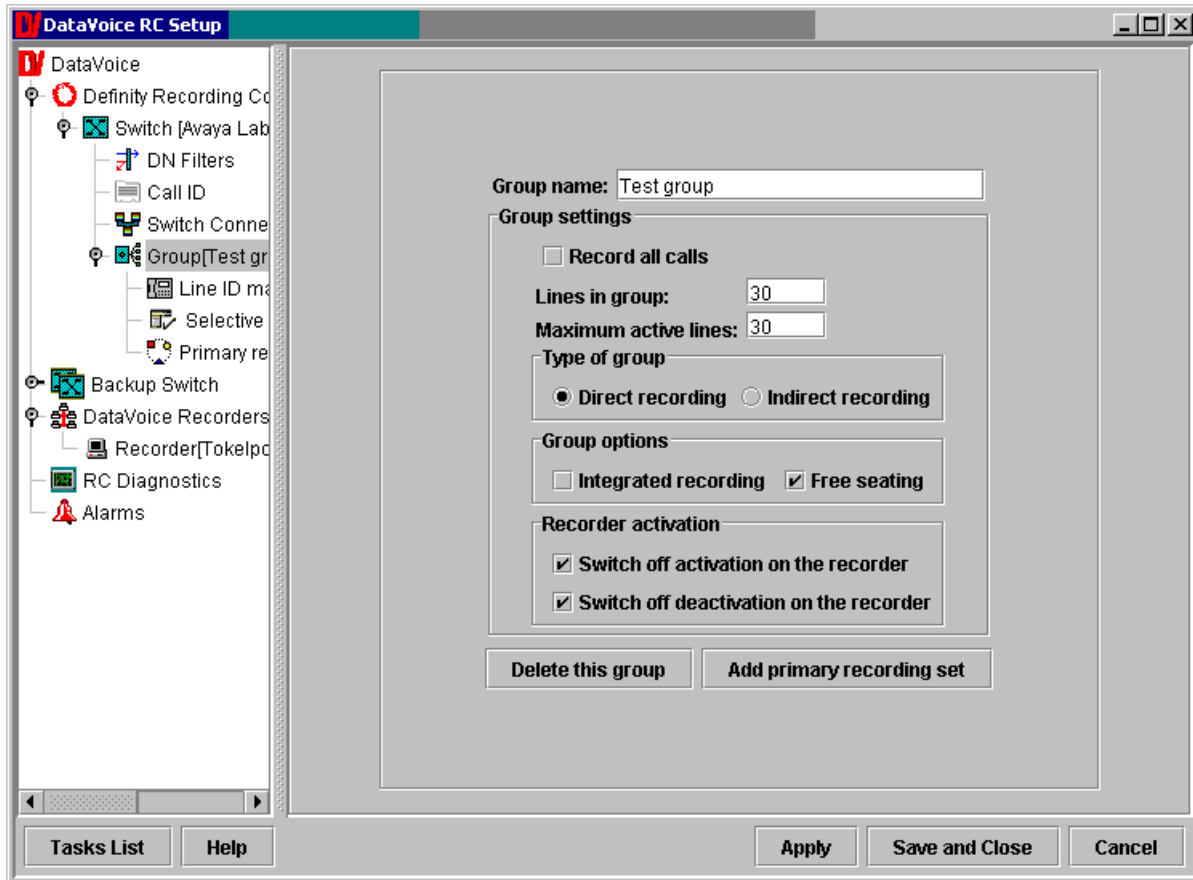 DataVoice RC Setup
DataVoice
Definity Recording Co
Switch [Avaya Lab
DN Filters
Call ID
Switch Conne
Group[Test gr
Line ID ma
Selective
Primary re
Backup Switch
DataVoice Recorders
Recorder[Tokelpo
RC Diagnostics
Alarms
Group name: Test group
Group settings
Record all calls
Lines in group: 30
Maximum active lines: 30
Type of group
Direct recording Indirect recording
Group options
Integrated recording Free seating
Recorder activation
Switch off activation on the recorder
Switch off deactivation on the recorder
Delete this group Add primary recording set
Tasks List Help Apply Save and Close Cancel